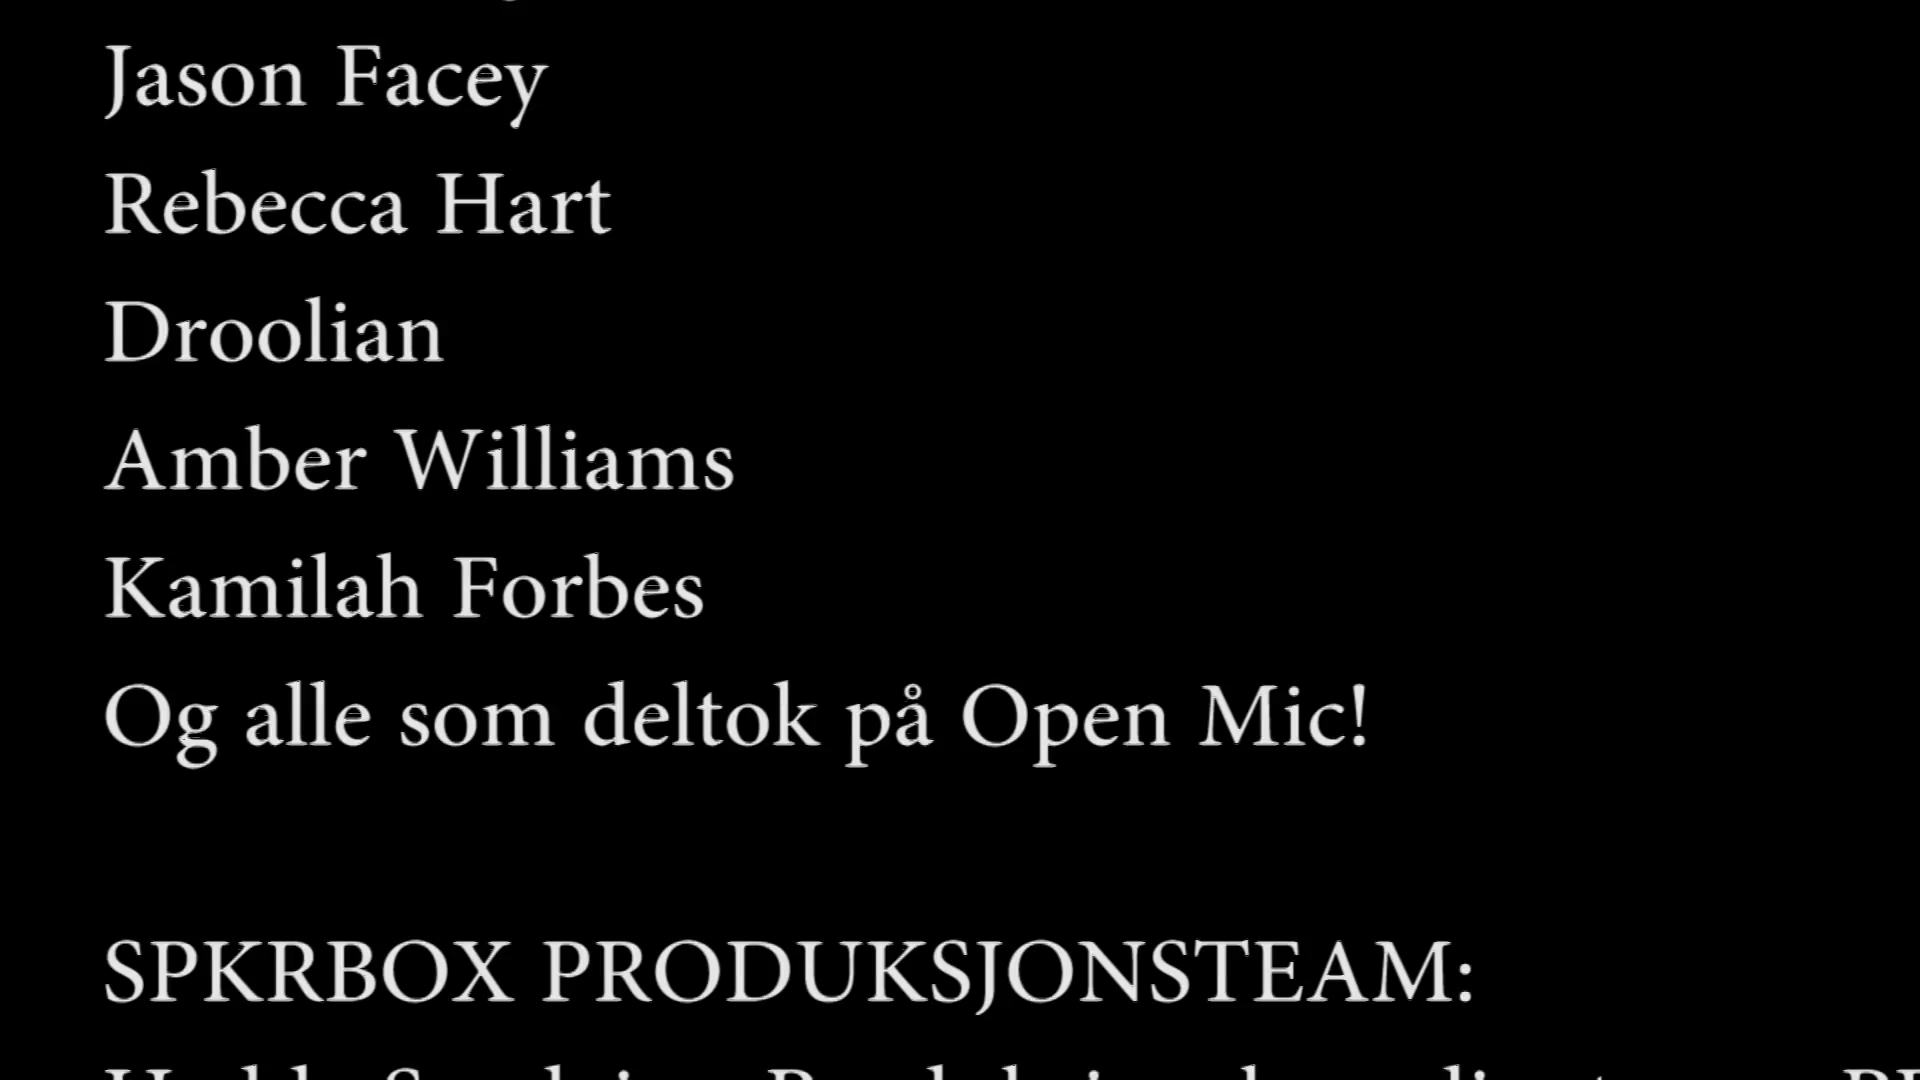 Jason Facey
Rebecca Hart
Droolian
Amber Williams
Kamilah Forbes
Og alle som deltok på Open Mic!
SPKRBOX PRODUKSJONSTEAM: